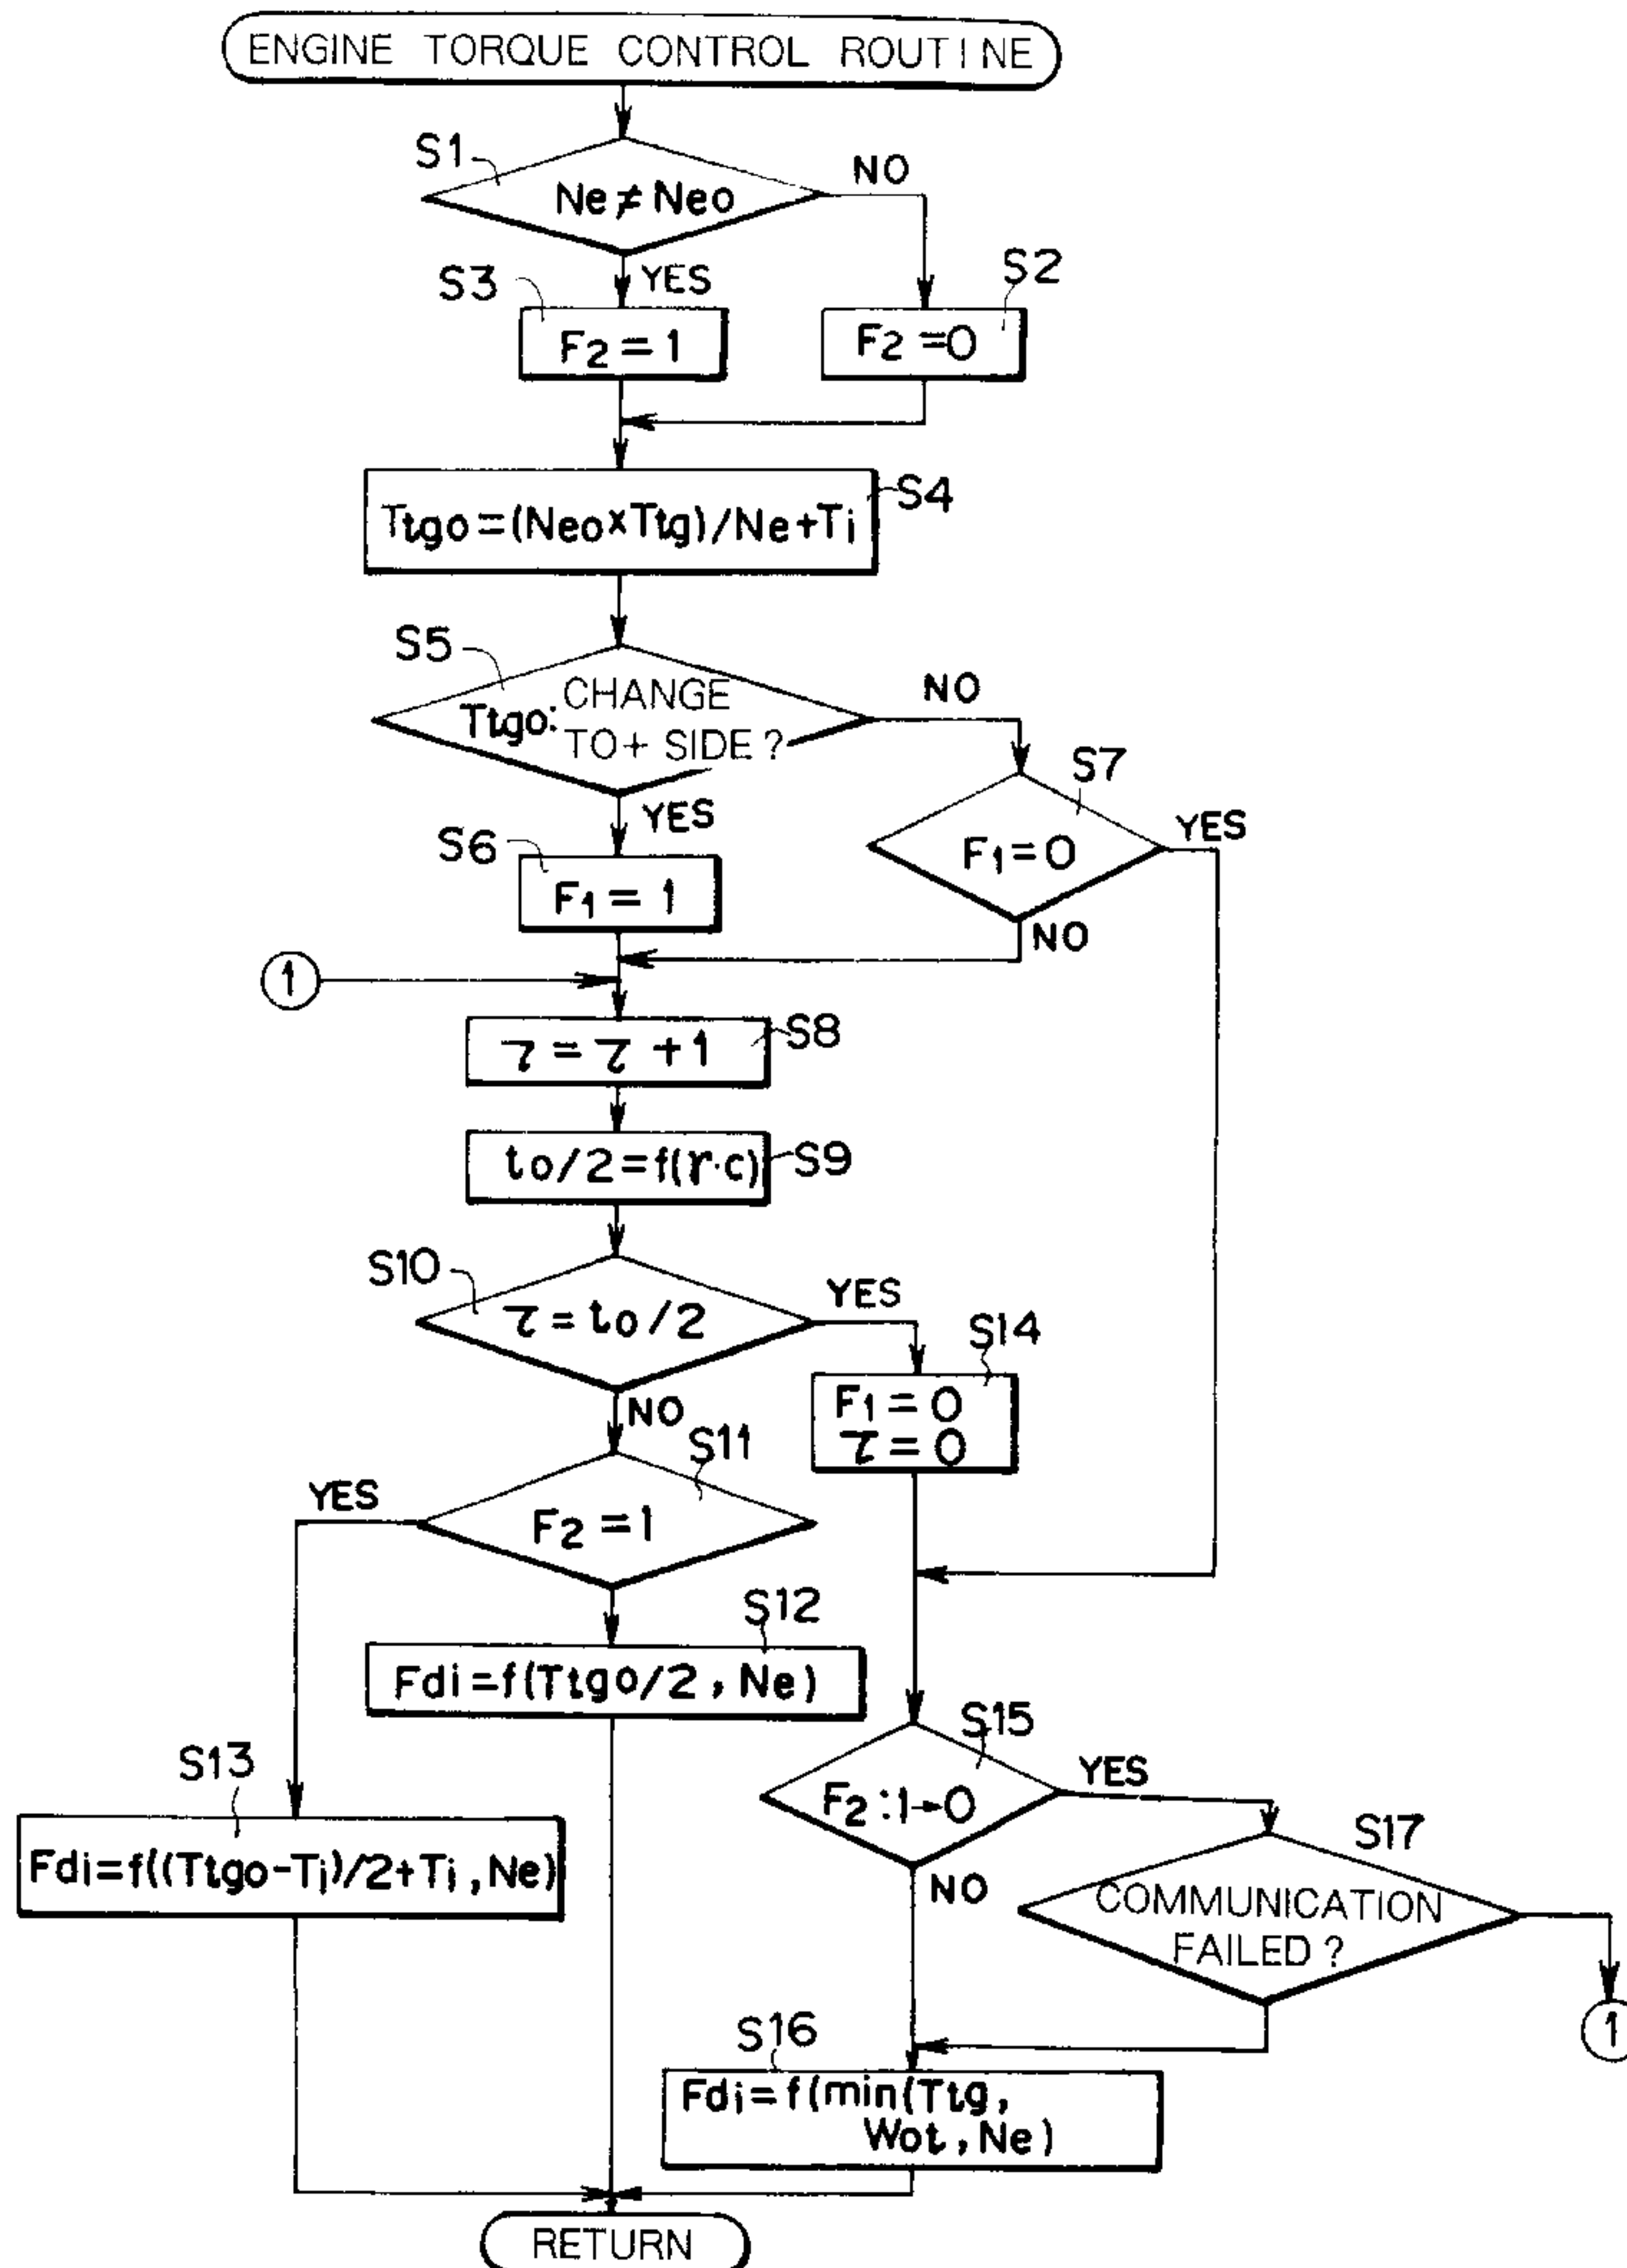 ENGINE TORQUE CONTROL ROUTINE
S1
Ne≠Neo
NO
YES
S3
F2=1
S2
F2=0
S4
Ttgo=(Neo×Ttg)/Ne+Ti
S5
Ttgo: CHANGE
TO+ SIDE?
NO
YES
S7
F1=0
YES
NO
S6
F1=1
1
S8
τ=τ+1
S9
to/2=f(r·c)
S10
τ=to/2
YES
NO
S14
F1=0
τ=0
S11
YES
F2=1
S12
Fdi=f(Ttgo/2, Ne)
S13
Fdi=f((Ttgo-Ti)/2+Ti, Ne)
S15
F2:1→0
YES
NO
S17
COMMUNICATION
FAILED?
1
S16
Fdi=f(min(Ttg,
Wot, Ne)
RETURN